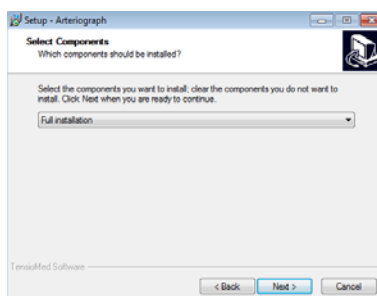 Setup - Arteriograph
Select Components
Which components should be installed?
Select the components you want to install; clear the components you do not want to
install. Click Next when you are ready to continue.
Full installation
TensioMed Software
< Back
Next >
Cancel